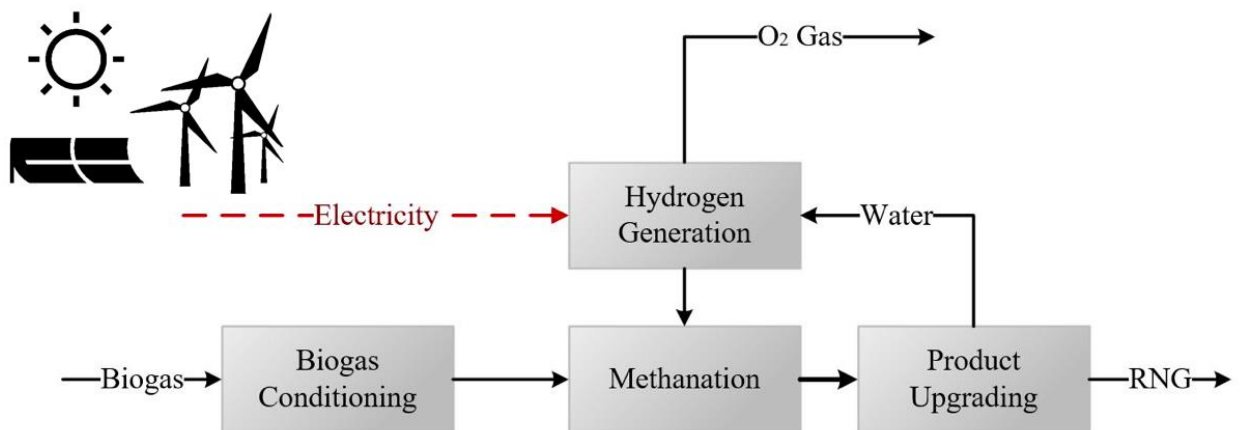 O₂ Gas
Hydrogen
Generation
Electricity
Water
Biogas
Biogas
Conditioning
Methanation
Product
Upgrading
RNG